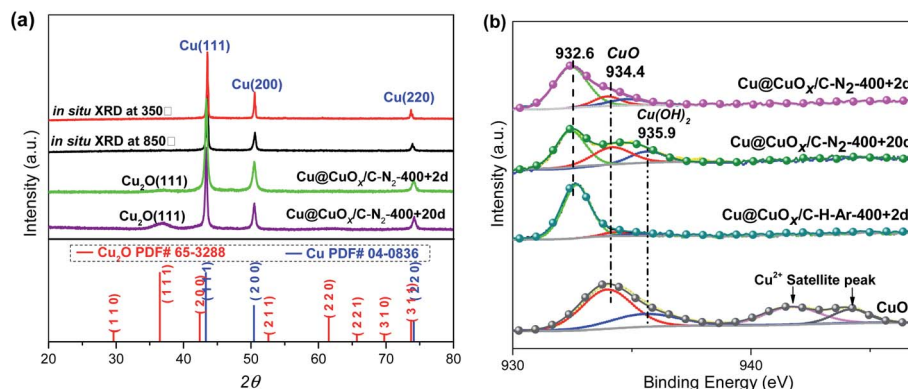 (a)
Cu(111)
Cu(200)
Cu(220)
in situ XRD at 350□
in situ XRD at 850□
Cu₂O(111)
Cu@CuOₓ/C-N₂-400+2d
Cu₂O(111)
Cu@CuOₓ/C-N₂-400+20d
Cu₂O PDF# 65-3288
Cu PDF# 04-0836
(1 1 0)
(1 1 1)
(2 0 0)
(1 1 1)
(2 0 0)
(2 1 1)
(2 2 0)
(2 2 1)
(3 1 0)
(3 1 1)
(2 2 0)
20 30 40 50 60 70 80
2θ
Intensity (a.u.)
(b)
932.6
CuO
934.4
Cu(OH)₂
935.9
Cu@CuOₓ/C-N₂-400+2d
Cu@CuOₓ/C-N₂-400+20d
Cu@CuOₓ/C-H-Ar-400+2d
Cu²⁺ Satellite peak
CuO
930 940
Binding Energy (eV)
Intensity (a.u.)